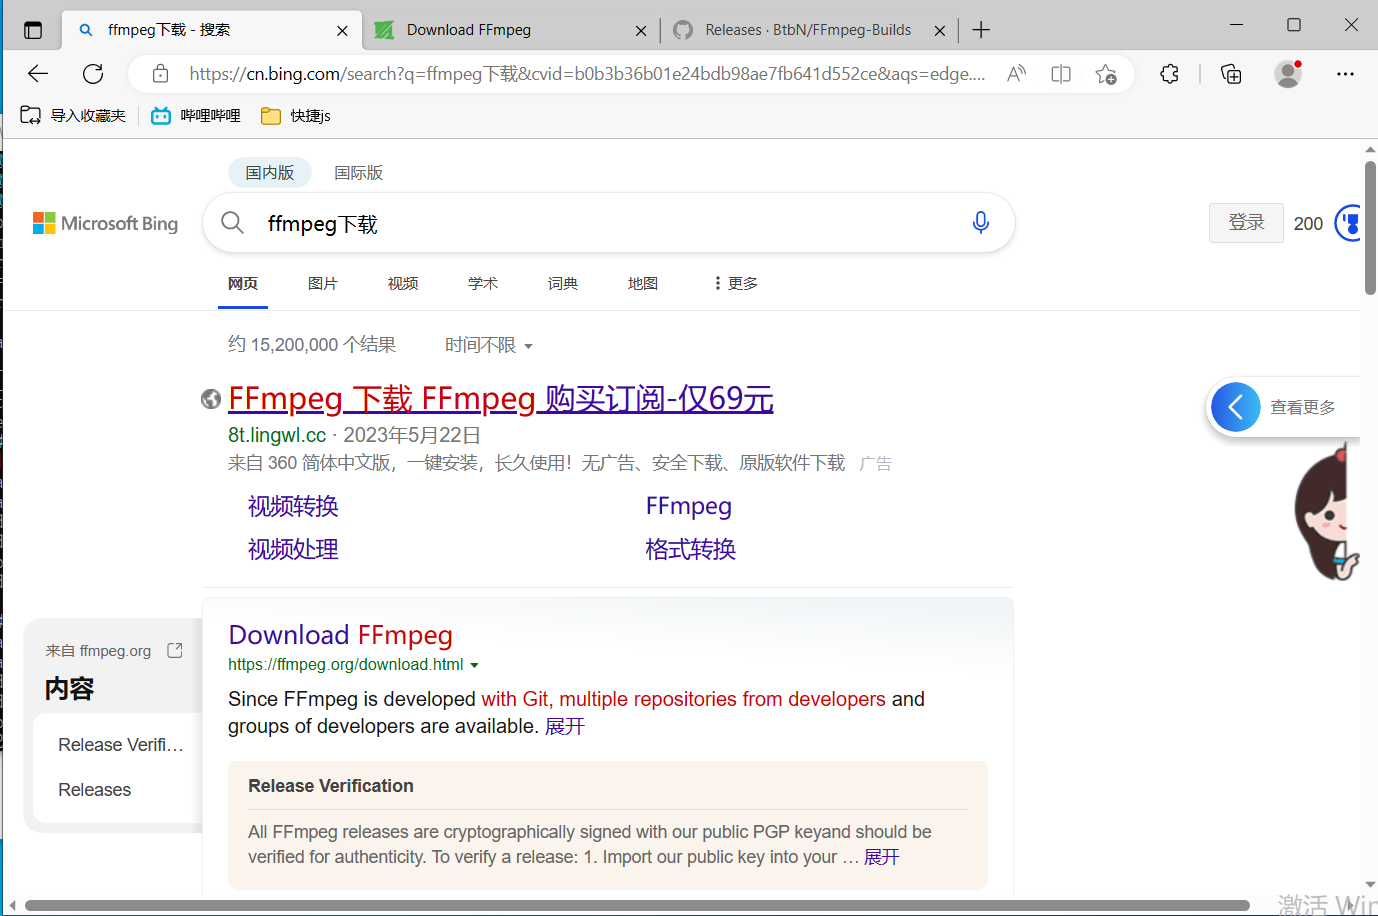 ffmpeg下载 - 搜索
Download FFmpeg
Releases · BtbN/FFmpeg-Builds
https://cn.bing.com/search?q=ffmpeg下载&cvid=b0b3b36b01e24bdb98ae7fb641d552ce&aqs=edge....
导入收藏夹
哔哩哔哩
快捷js
国内版
国际版
Microsoft Bing
ffmpeg下载
登录
200
网页
图片
视频
学术
词典
地图
更多
约 15,200,000 个结果
时间不限
FFmpeg 下载 FFmpeg 购买订阅-仅69元
8t.lingwl.cc · 2023年5月22日
来自 360 简体中文版，一键安装，长久使用！无广告、安全下载、原版软件下载 广告
视频转换
FFmpeg
视频处理
格式转换
查看更多
来自 ffmpeg.org
内容
Release Verifi...
Releases
Download FFmpeg
https://ffmpeg.org/download.html
Since FFmpeg is developed with Git, multiple repositories from developers and
groups of developers are available. 展开
Release Verification
All FFmpeg releases are cryptographically signed with our public PGP keyand should be
verified for authenticity. To verify a release: 1. Import our public key into your ... 展开
激活 Win